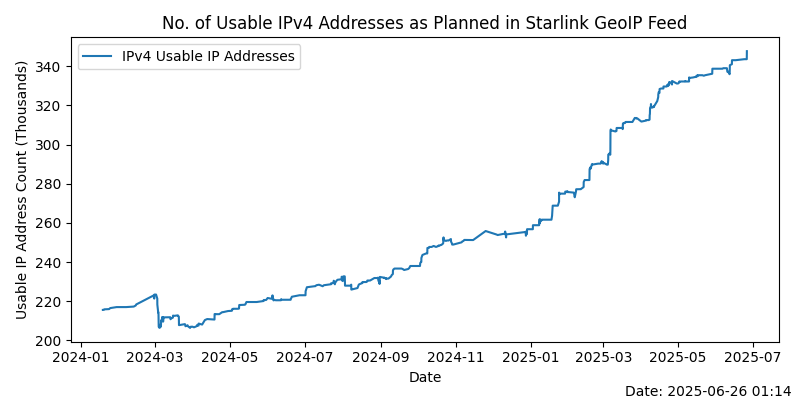 No. of Usable IPv4 Addresses as Planned in Starlink GeoIP Feed
IPv4 Usable IP Addresses
Usable IP Address Count (Thousands)
340
320
300
280
260
240
220
200
2024-01 2024-03 2024-05 2024-07 2024-09 2024-11 2025-01 2025-03 2025-05 2025-07
Date
Date: 2025-06-26 01:14